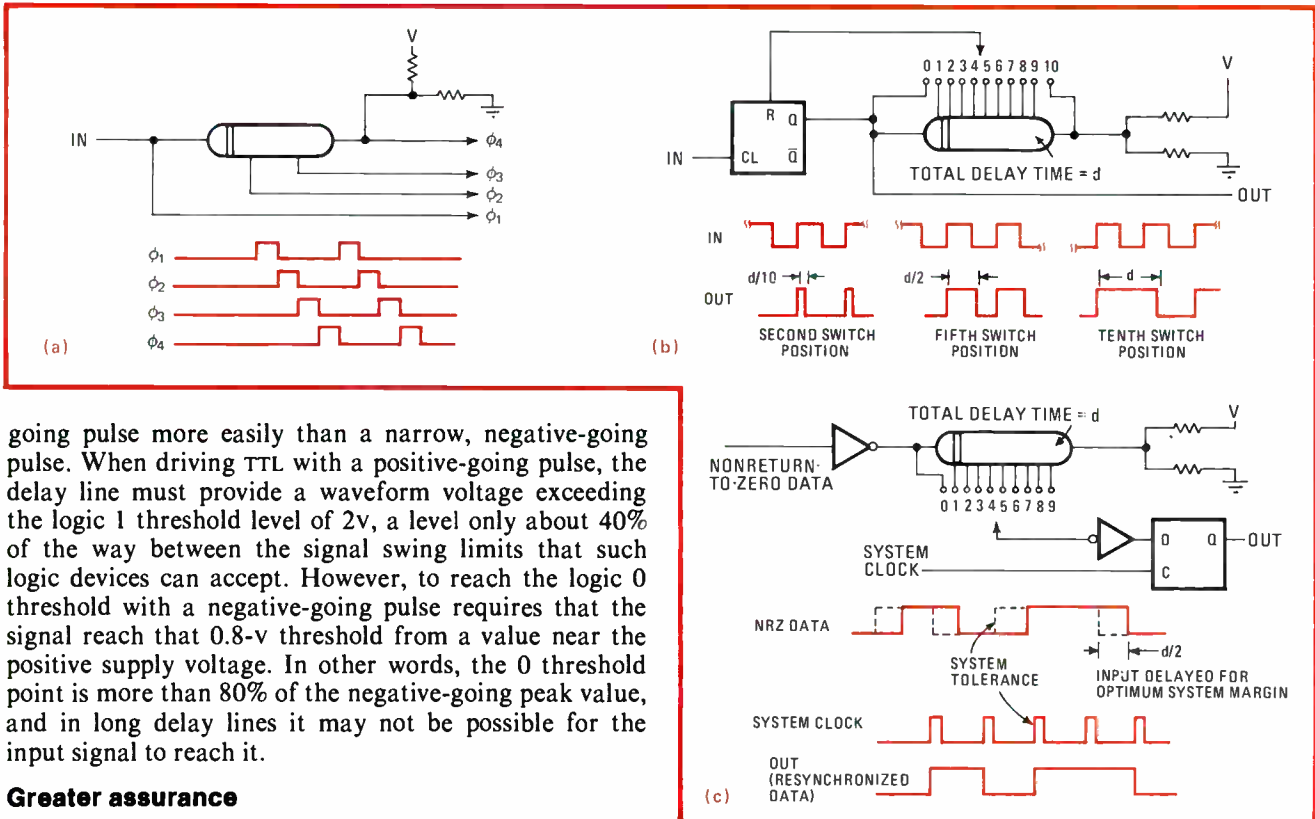 V
IN
ϕ4
ϕ3
ϕ2
ϕ1
ϕ1
ϕ2
ϕ3
ϕ4
(a)
0 1 2 3 4 5 6 7 8 9 10
V
R Q
CL Q̅
IN
TOTAL DELAY TIME = d
OUT
IN
d/10
d/2
d
OUT
SECOND SWITCH
POSITION
FIFTH SWITCH
POSITION
TENTH SWITCH
POSITION
(b)
going pulse more easily than a narrow, negative-going
pulse. When driving TTL with a positive-going pulse, the
delay line must provide a waveform voltage exceeding
the logic 1 threshold level of 2v, a level only about 40%
of the way between the signal swing limits that such
logic devices can accept. However, to reach the logic 0
threshold with a negative-going pulse requires that the
signal reach that 0.8-v threshold from a value near the
positive supply voltage. In other words, the 0 threshold
point is more than 80% of the negative-going peak value,
and in long delay lines it may not be possible for the
input signal to reach it.
Greater assurance
TOTAL DELAY TIME = d
V
NONRETURN-
TO-ZERO DATA
0 1 2 3 4 5 6 7 8 9
SYSTEM
CLOCK
D Q
C
OUT
NRZ DATA
SYSTEM
TOLERANCE
d/2
INPUT DELAYED FOR
OPTIMUM SYSTEM MARGIN
SYSTEM CLOCK
OUT
(RESYNCHRONIZED
DATA)
(c)